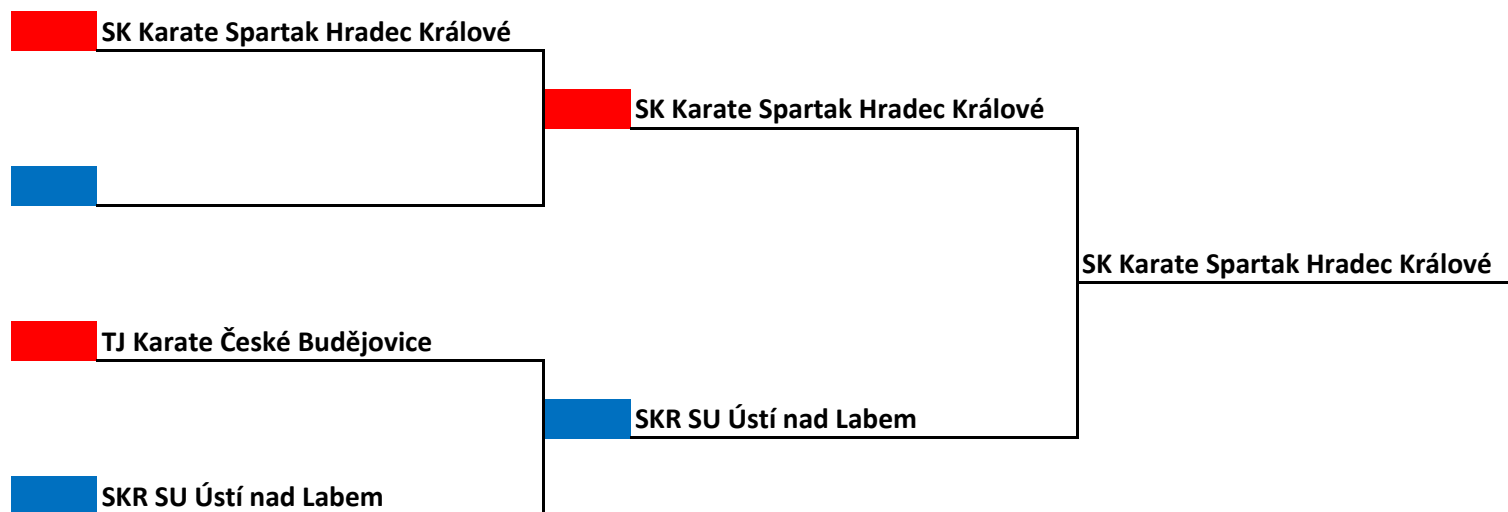 SK Karate Spartak Hradec Králové
SK Karate Spartak Hradec Králové
SK Karate Spartak Hradec Králové
TJ Karate České Budějovice
SKR SU Ústí nad Labem
SKR SU Ústí nad Labem